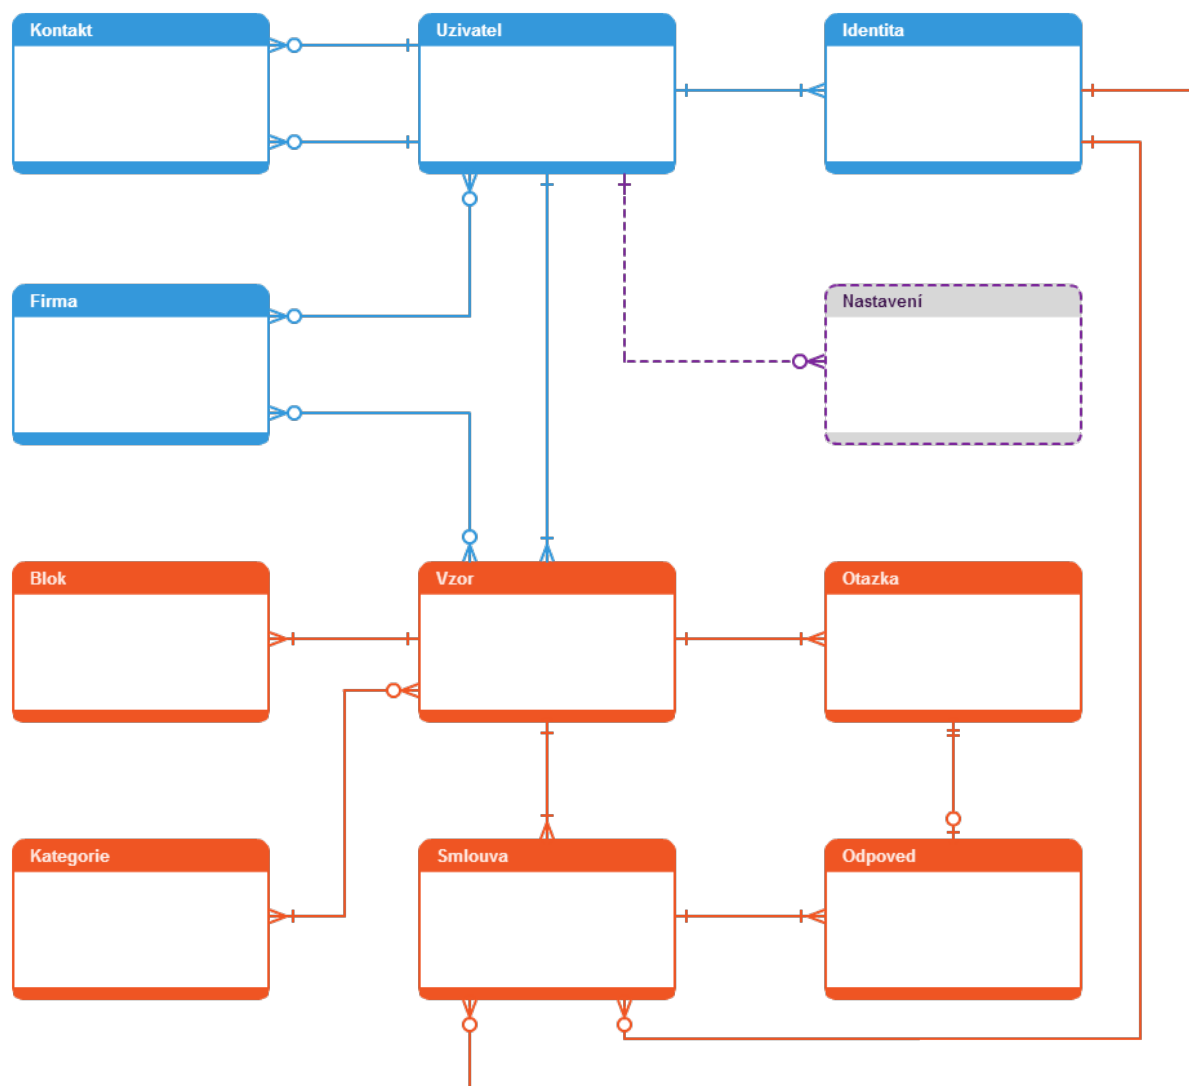 Kontakt
Uzivatel
Identita
Firma
Nastavení
Blok
Vzor
Otazka
Kategorie
Smlouva
Odpoved